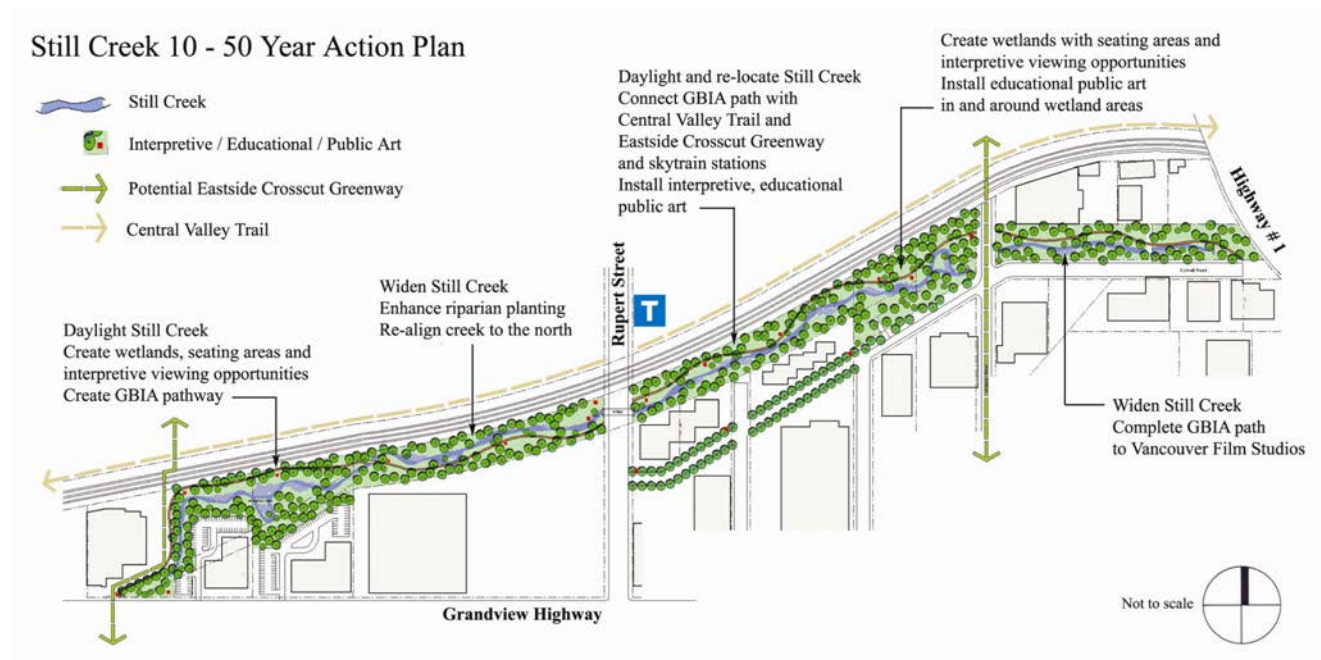 Still Creek 10 - 50 Year Action Plan
Still Creek
Interpretive / Educational / Public Art
Potential Eastside Crosscut Greenway
Central Valley Trail
Daylight Still Creek
Create wetlands, seating areas and
interpretive viewing opportunities
Create GBIA pathway
Widen Still Creek
Enhance riparian planting
Re-align creek to the north
Rupert Street
T
Daylight and re-locate Still Creek
Connect GBIA path with
Central Valley Trail and
Eastside Crosscut Greenway
and skytrain stations
Install interpretive, educational
public art
Create wetlands with seating areas and
interpretive viewing opportunities
Install educational public art
in and around wetland areas
Highway # 1
Widen Still Creek
Complete GBIA path
to Vancouver Film Studios
Grandview Highway
Not to scale